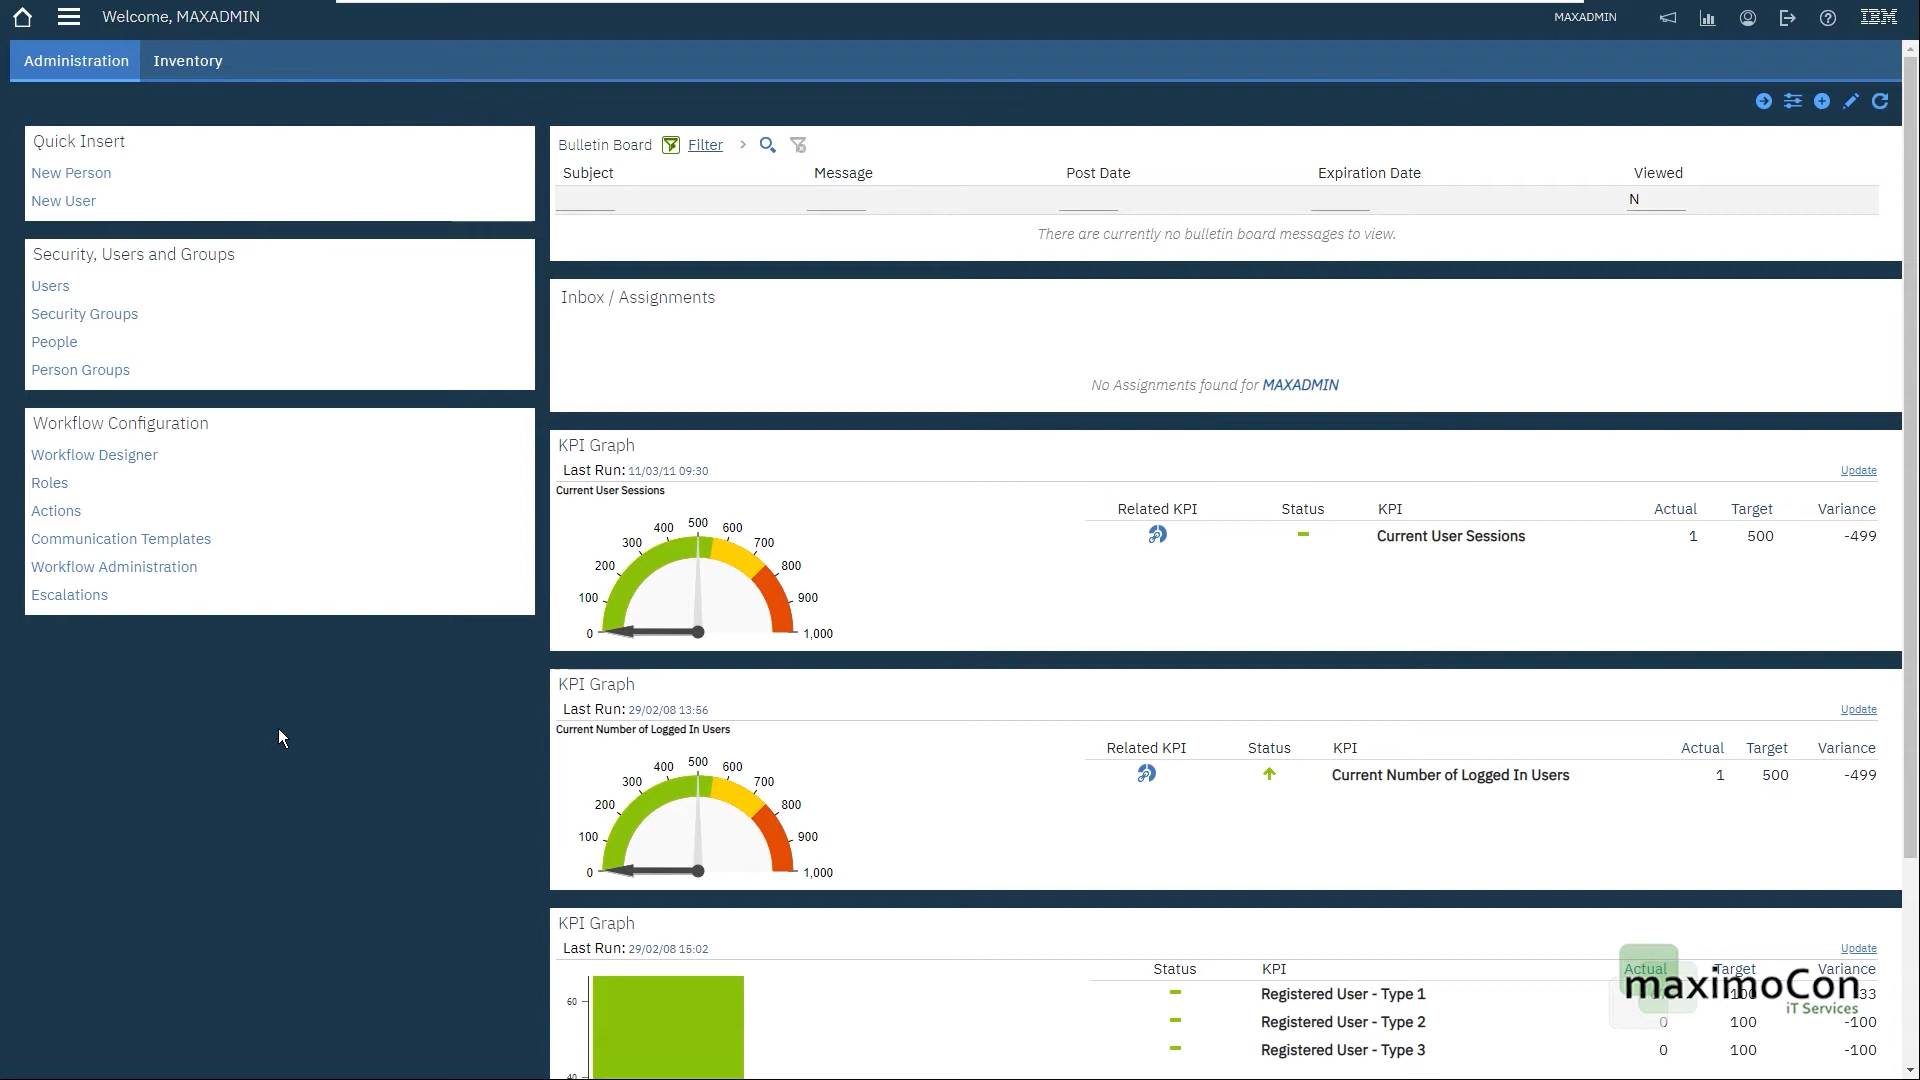 Welcome, MAXADMIN
MAXADMIN
IBM
Administration
Inventory
Quick Insert
New Person
New User
Security, Users and Groups
Users
Security Groups
People
Person Groups
Workflow Configuration
Workflow Designer
Roles
Actions
Communication Templates
Workflow Administration
Escalations
Bulletin Board Filter
Subject Message Post Date Expiration Date Viewed
N
There are currently no bulletin board messages to view.
Inbox / Assignments
No Assignments found for MAXADMIN
KPI Graph
Last Run: 11/03/11 09:30
Update
Current User Sessions
0 100 200 300 400 500 600 700 800 900 1,000
Related KPI Status KPI Actual Target Variance
Current User Sessions 1 500 -499
KPI Graph
Last Run: 29/02/08 13:56
Update
Current Number of Logged In Users
0 100 200 300 400 500 600 700 800 900 1,000
Related KPI Status KPI Actual Target Variance
Current Number of Logged In Users 1 500 -499
KPI Graph
Last Run: 29/02/08 15:02
Update
60
40
Status KPI Actual Target Variance
Registered User - Type 1 100
Registered User - Type 2 0 100 -100
Registered User - Type 3 0 100 -100
maximoCon
iT Services